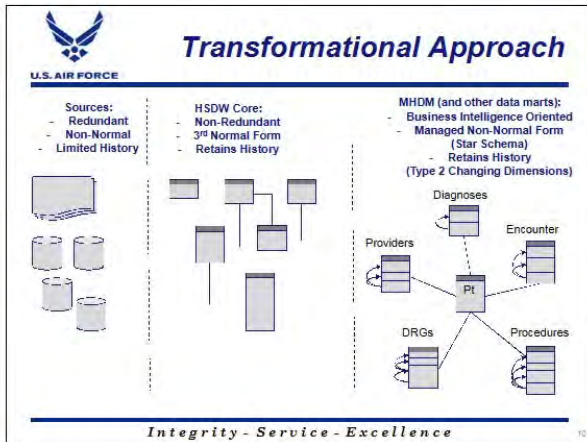 U.S. AIR FORCE
Transformational Approach
Sources:
- Redundant
- Non-Normal
- Limited History
HSDW Core:
- Non-Redundant
- 3rd Normal Form
- Retains History
MHDM (and other data marts):
- Business Intelligence Oriented
- Managed Non-Normal Form
(Star Schema)
- Retains History
(Type 2 Changing Dimensions)
Diagnoses
Providers
Encounter
Pt
DRGs
Procedures
Integrity - Service - Excellence